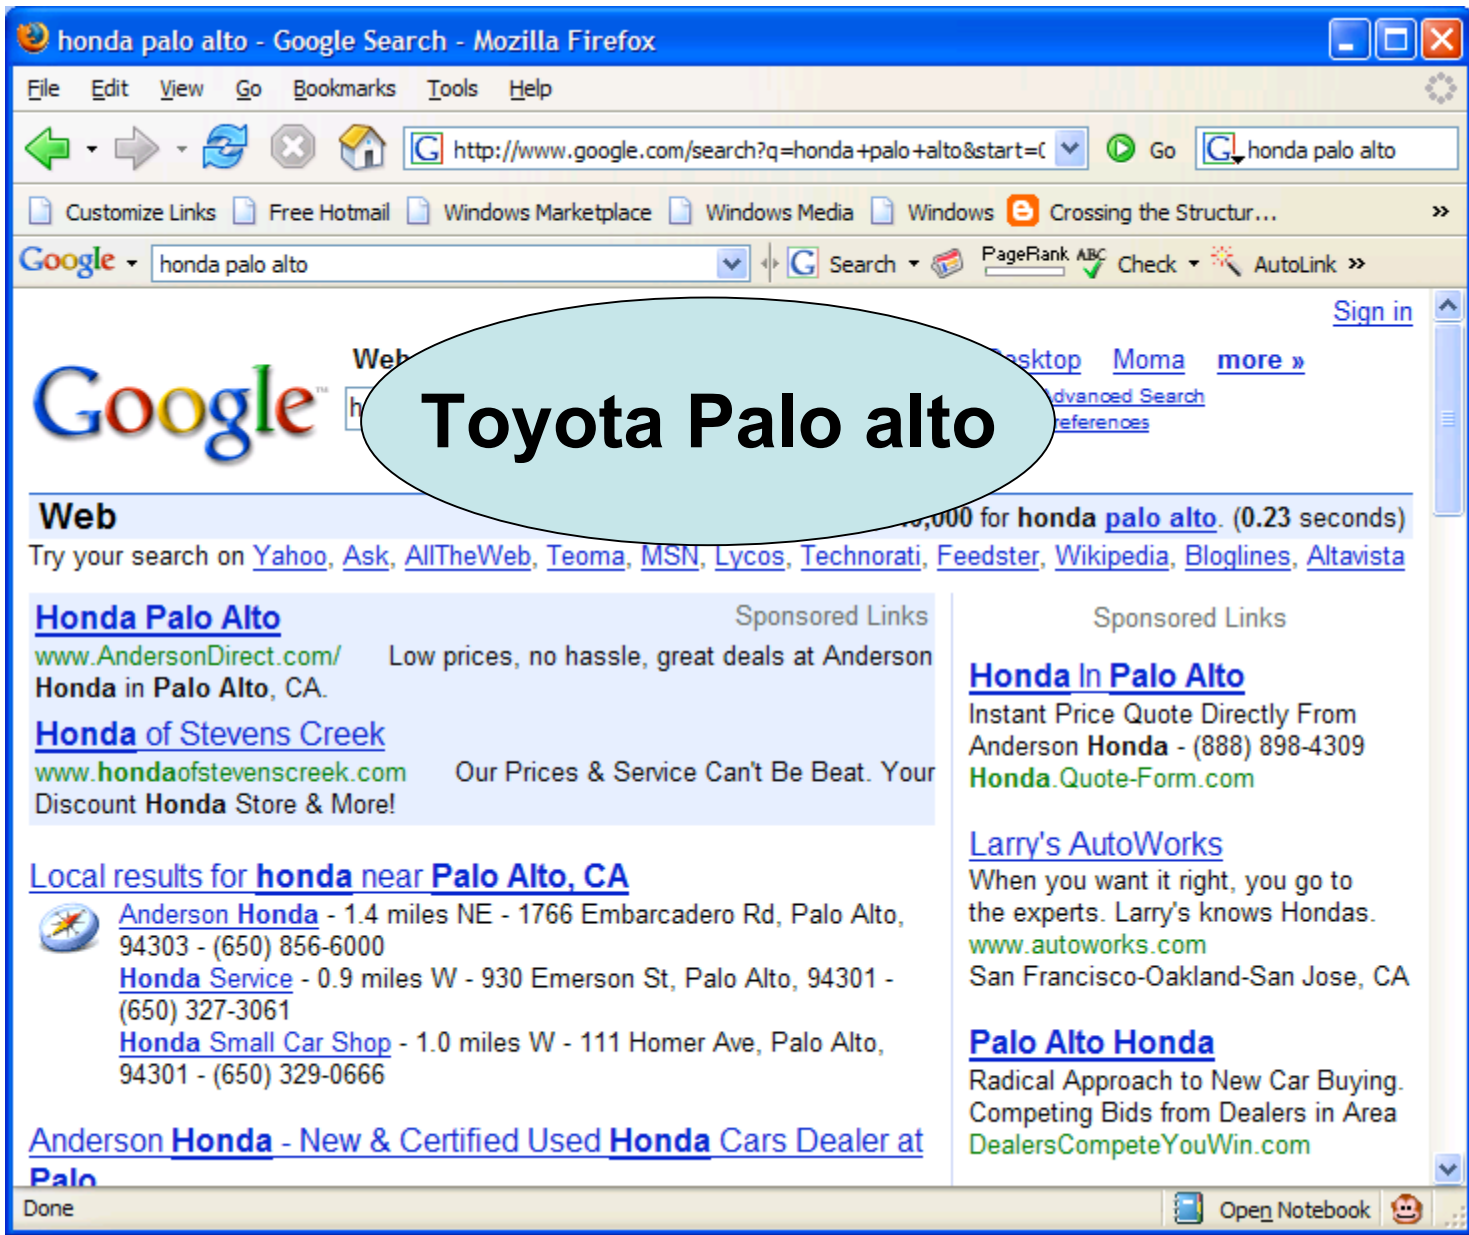 honda palo alto - Google Search - Mozilla Firefox
File Edit View Go Bookmarks Tools Help
http://www.google.com/search?q=honda+palo+alto&start=( Go honda palo alto
Customize Links Free Hotmail Windows Marketplace Windows Media Windows Crossing the Structur... »
Google honda palo alto Search PageRank ABC Check AutoLink »
Sign in
Web Desktop Moma more »
Google™ Advanced Search
Preferences
Toyota Palo alto
Web for honda palo alto. (0.23 seconds)
Try your search on Yahoo, Ask, AllTheWeb, Teoma, MSN, Lycos, Technorati, Feedster, Wikipedia, Bloglines, Altavista
Honda Palo Alto Sponsored Links
www.AndersonDirect.com/ Low prices, no hassle, great deals at Anderson
Honda in Palo Alto, CA.
Honda of Stevens Creek
www.hondaofstevenscreek.com Our Prices & Service Can't Be Beat. Your
Discount Honda Store & More!
Local results for honda near Palo Alto, CA
Anderson Honda - 1.4 miles NE - 1766 Embarcadero Rd, Palo Alto,
94303 - (650) 856-6000
Honda Service - 0.9 miles W - 930 Emerson St, Palo Alto, 94301 -
(650) 327-3061
Honda Small Car Shop - 1.0 miles W - 111 Homer Ave, Palo Alto,
94301 - (650) 329-0666
Anderson Honda - New & Certified Used Honda Cars Dealer at
Palo
Sponsored Links
Honda In Palo Alto
Instant Price Quote Directly From
Anderson Honda - (888) 898-4309
Honda.Quote-Form.com
Larry's AutoWorks
When you want it right, you go to
the experts. Larry's knows Hondas.
www.autoworks.com
San Francisco-Oakland-San Jose, CA
Palo Alto Honda
Radical Approach to New Car Buying.
Competing Bids from Dealers in Area
DealersCompeteYouWin.com
Done Open Notebook